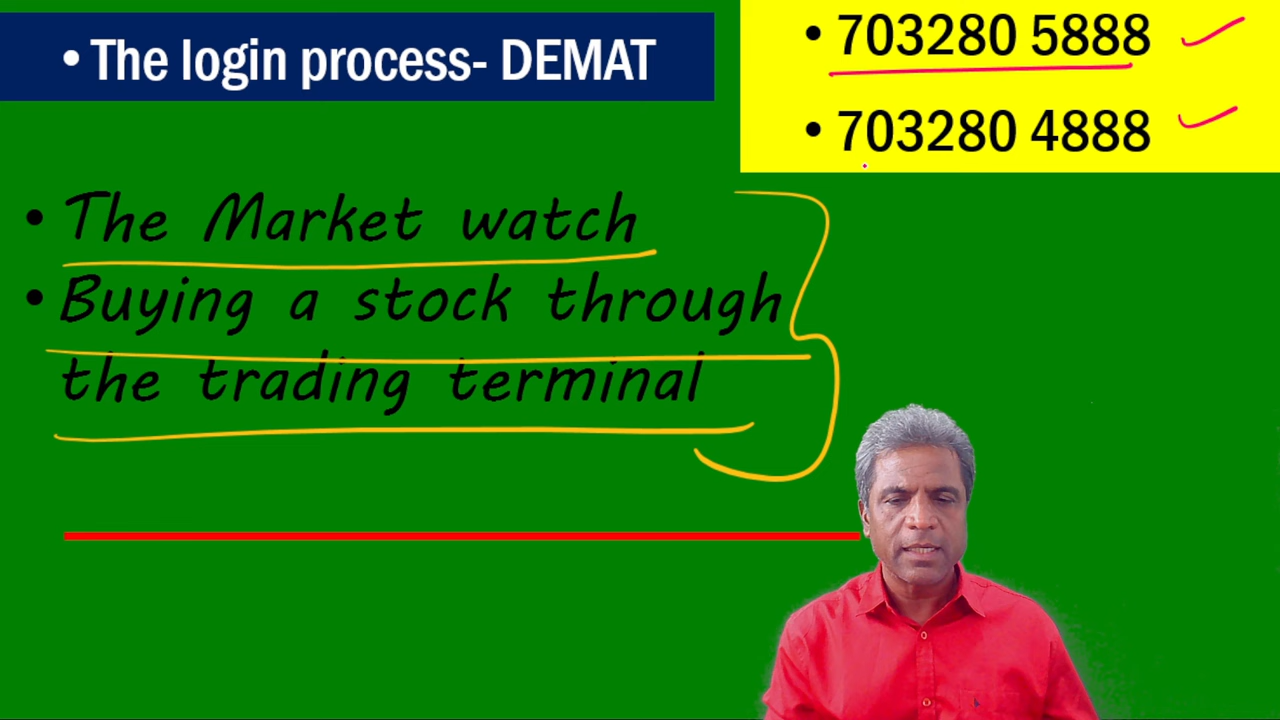 • The login process- DEMAT
• 703280 5888
• 703280 4888
• The Market watch
• Buying a stock through
the trading terminal